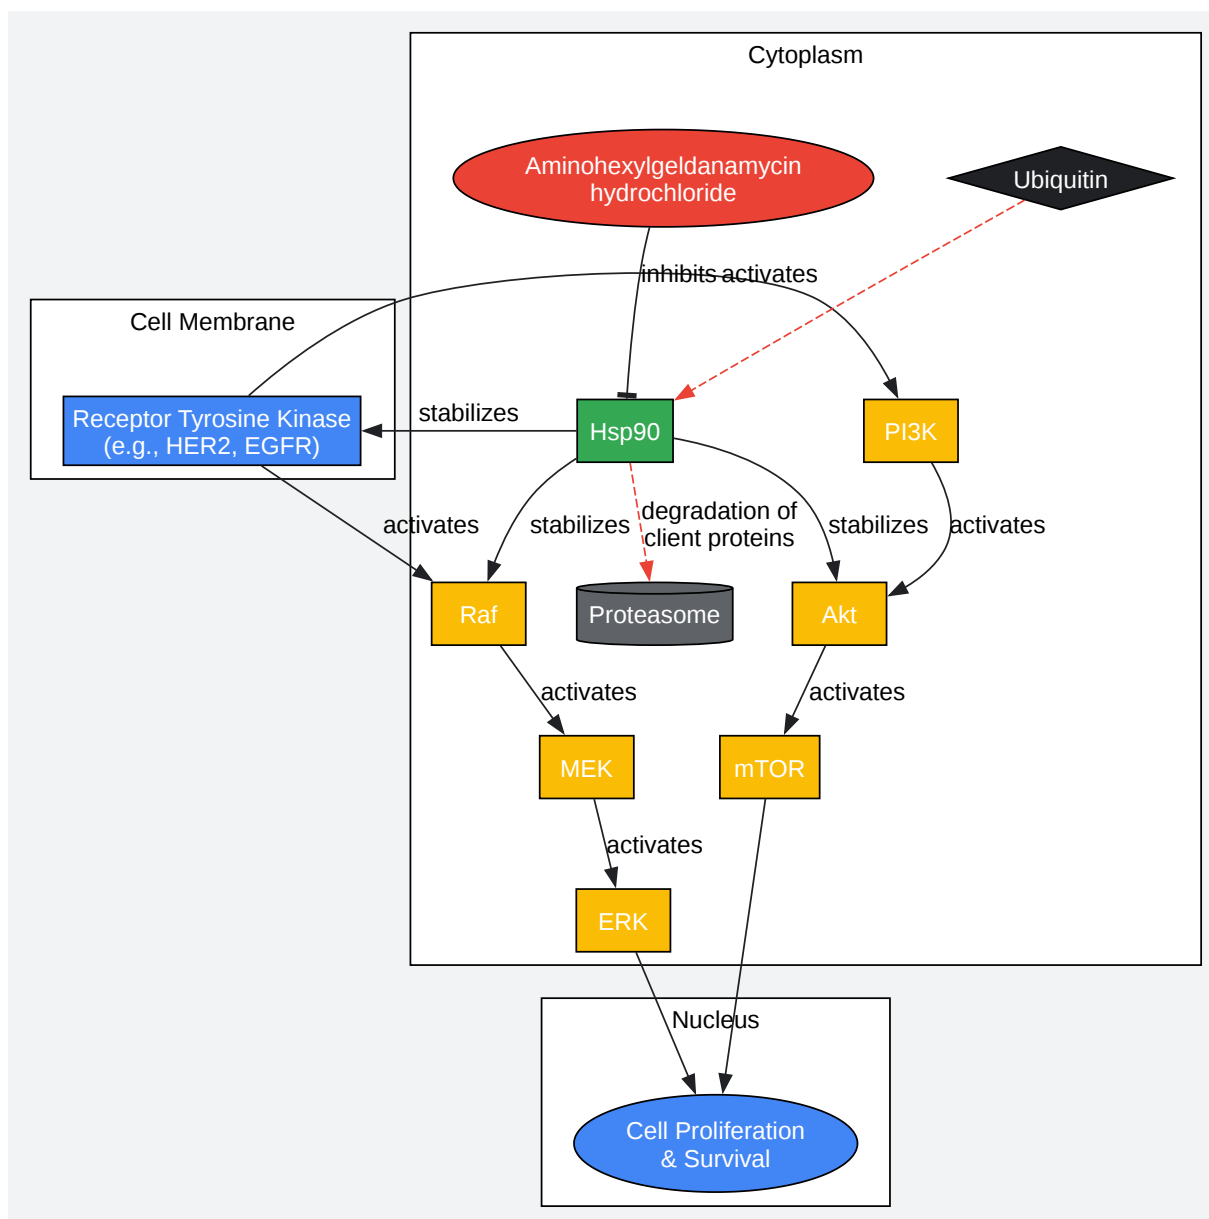 Cytoplasm
Aminohexylgeldanamycin
hydrochloride
Ubiquitin
inhibits
activates
Cell Membrane
Receptor Tyrosine Kinase
(e.g., HER2, EGFR)
stabilizes
Hsp90
PI3K
activates
stabilizes
degradation of
client proteins
stabilizes
activates
Raf
Proteasome
Akt
activates
activates
MEK
mTOR
activates
ERK
Nucleus
Cell Proliferation
& Survival